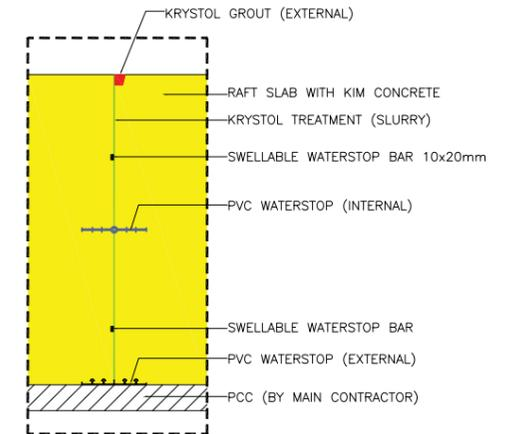 KRYSTOL GROUT (EXTERNAL)
RAFT SLAB WITH KIM CONCRETE
KRYSTOL TREATMENT (SLURRY)
SWELLABLE WATERSTOP BAR 10x20mm
PVC WATERSTOP (INTERNAL)
SWELLABLE WATERSTOP BAR
PVC WATERSTOP (EXTERNAL)
PCC (BY MAIN CONTRACTOR)